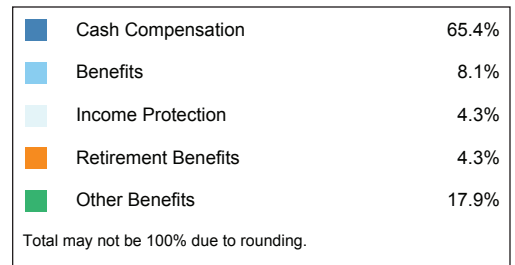 Cash Compensation 65.4%
Benefits 8.1%
Income Protection 4.3%
Retirement Benefits 4.3%
Other Benefits 17.9%
Total may not be 100% due to rounding.